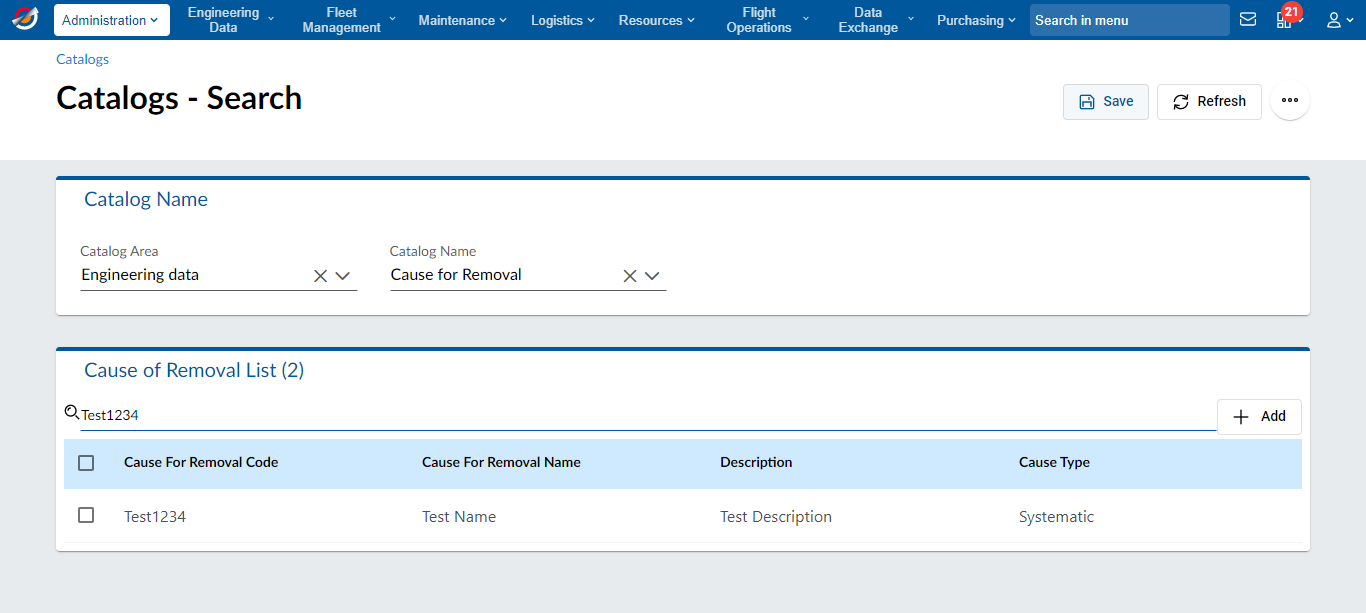 Administration
Engineering Data
Fleet Management
Maintenance
Logistics
Resources
Flight Operations
Data Exchange
Purchasing
Search in menu
21
Catalogs
Catalogs - Search
Save
Refresh
Catalog Name
Catalog Area
Catalog Name
Engineering data
Cause for Removal
Cause of Removal List (2)
Test1234
Add
Cause For Removal Code
Cause For Removal Name
Description
Cause Type
Test1234
Test Name
Test Description
Systematic